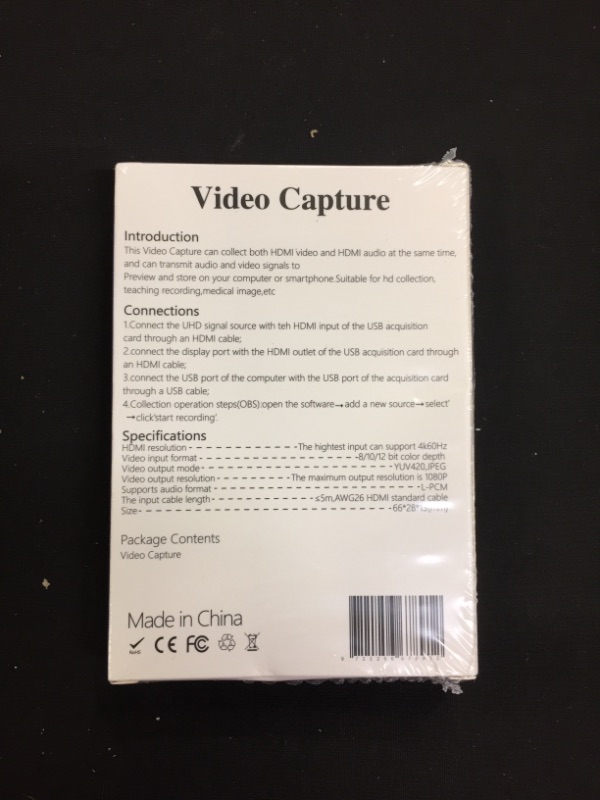 Video Capture
Introduction
This Video Capture can collect both HDMI video and HDMI audio at the same time,
and can transmit audio and video signals to
Preview and store on your computer or smartphone.Suitable for hd collection,
teaching recording,medical image,etc
Connections
1.Connect the UHD signal source with teh HDMI input of the USB acquisition
card through an HDMI cable;
2.connect the display port with the HDMI outlet of the USB acquisition card through
an HDMI cable;
3.connect the USB port of the computer with the USB port of the acquisition card
through a USB cable;
4.Collection operation steps(OBS):open the software→add a new source→select'
→click'start recording'.
Specifications
HDMI resolution - - - - - - - - - - - - -The hightest input can support 4k60Hz
Video input format - - - - - - - - - - - - - - - - - -8/10/12 bit color depth
Video output mode - - - - - - - - - - - - - - - - - - - - - -YUV420,JPEG
Video output resolution - - - - - - - - -The maximum output resolution is 1080P
Supports audio format - - - - - - - - - - - - - - - - - - - - - - - -L-PCM
The input cable length - - - - - - - - - - - -≤5m,AWG26 HDMI standard cable
Size- - - - - - - - - - - - - - - - - - - - - - - - - - -66*28*
Package Contents
Video Capture
Made in China
RoHS CE FC